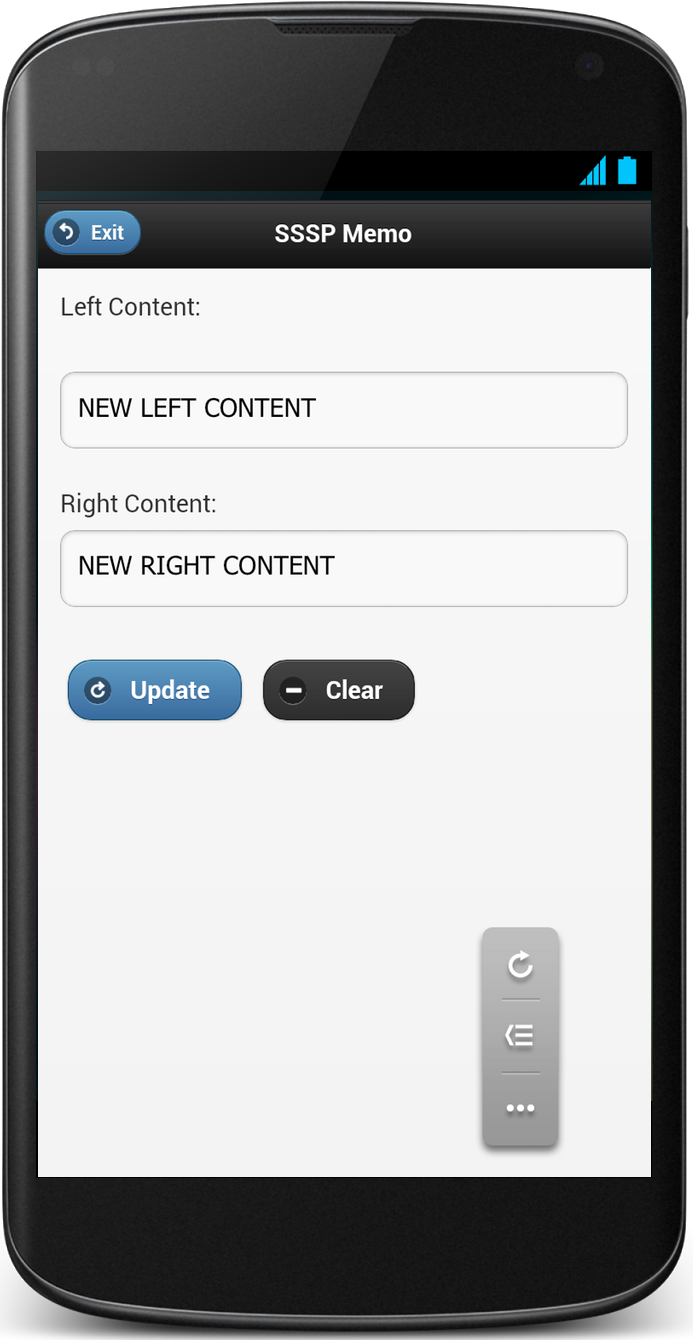 Exit
SSSP Memo
Left Content:
NEW LEFT CONTENT
Right Content:
NEW RIGHT CONTENT
Update
Clear